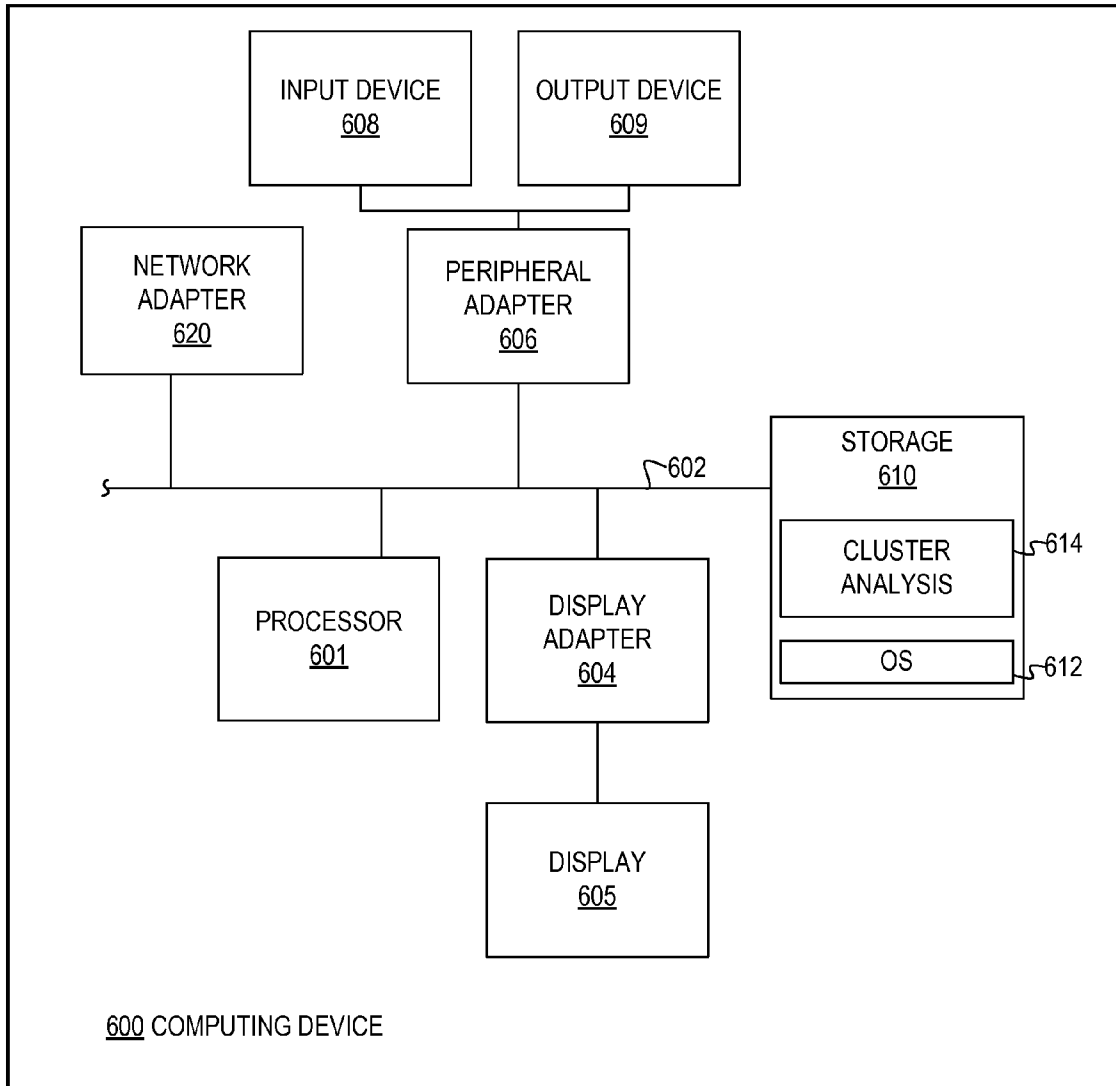 INPUT DEVICE
608
OUTPUT DEVICE
609
NETWORK
ADAPTER
620
PERIPHERAL
ADAPTER
606
602
STORAGE
610
CLUSTER
ANALYSIS
614
OS
612
PROCESSOR
601
DISPLAY
ADAPTER
604
DISPLAY
605
600 COMPUTING DEVICE